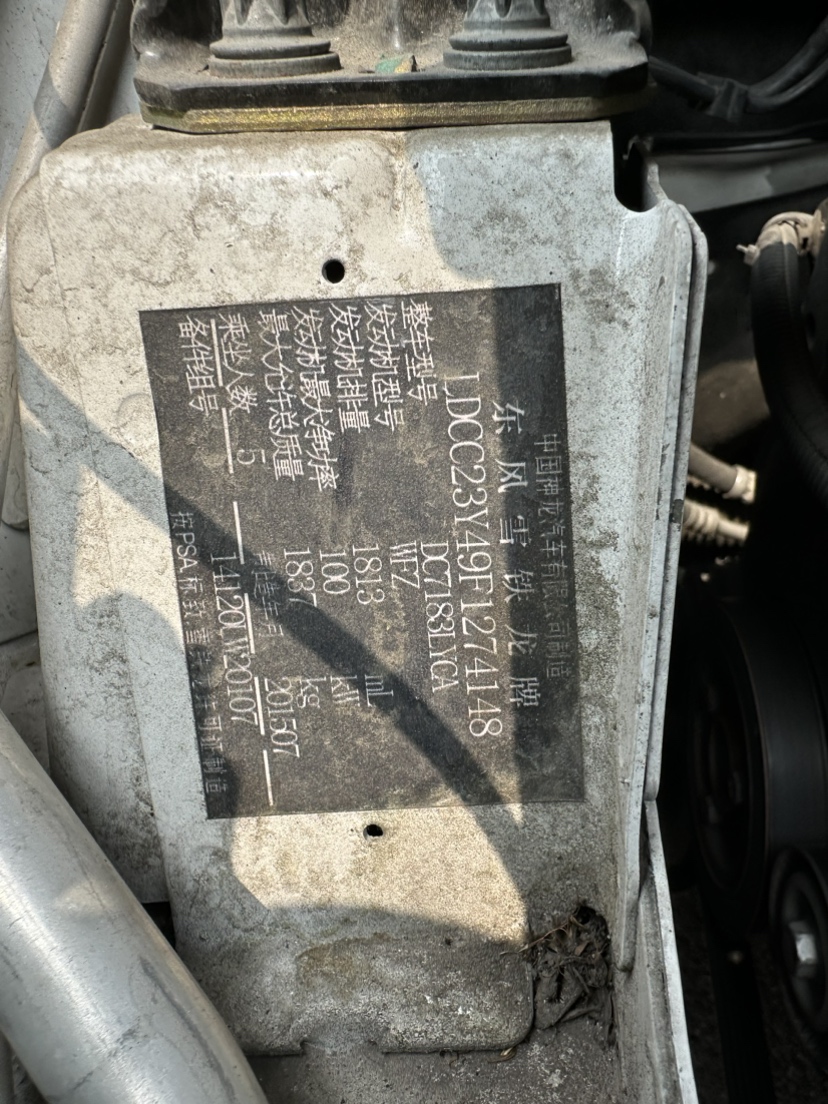 中国神龙汽车有限公司制造
东风雪铁龙牌
LDCC23Y49F1274148
整车型号 DC7183LYCA
发动机型号 WFZ
发动机排量 1813 mL
发动机最大净功率 100 kW
最大允许总质量 1837 kg
乘坐人数 5 制造年月 201507
备件组号 14120UW20107
按PSA标致雪铁龙许可证制造